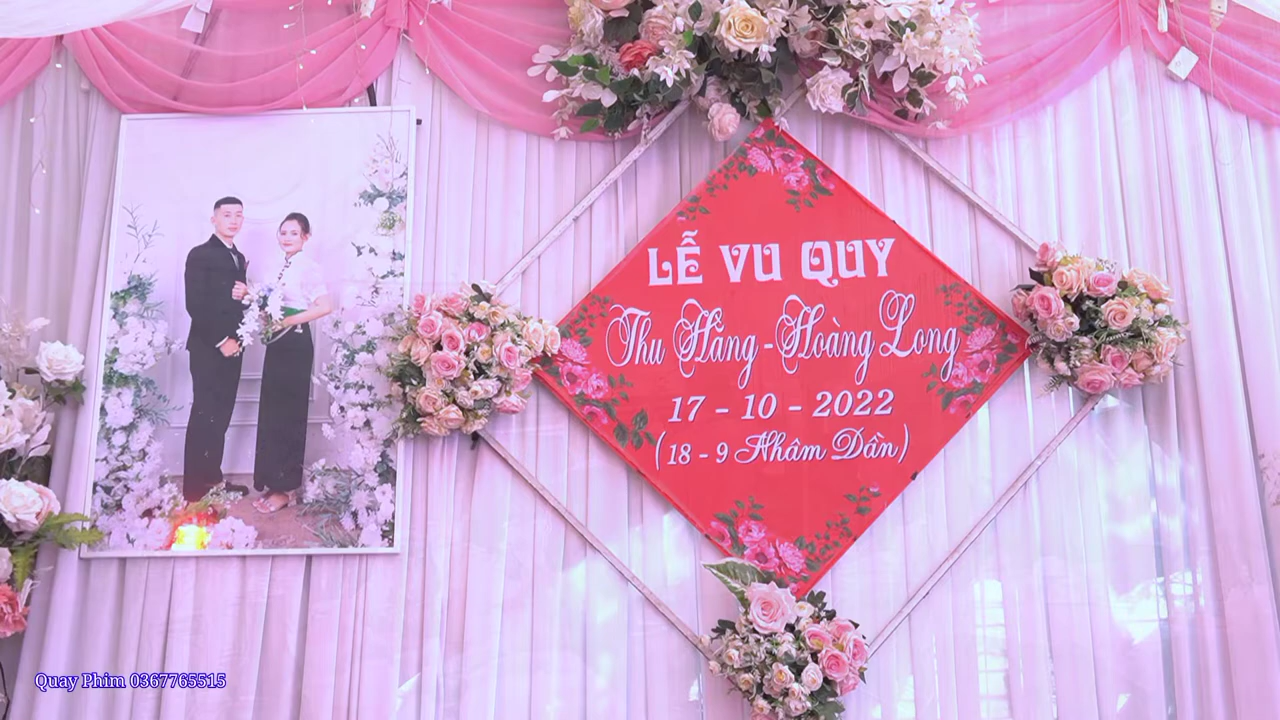 LỄ VU QUY
Thu Hằng - Hoàng Long
17 - 10 - 2022
(18 - 9 Nhâm Dần)
Quay Phim 0367765515